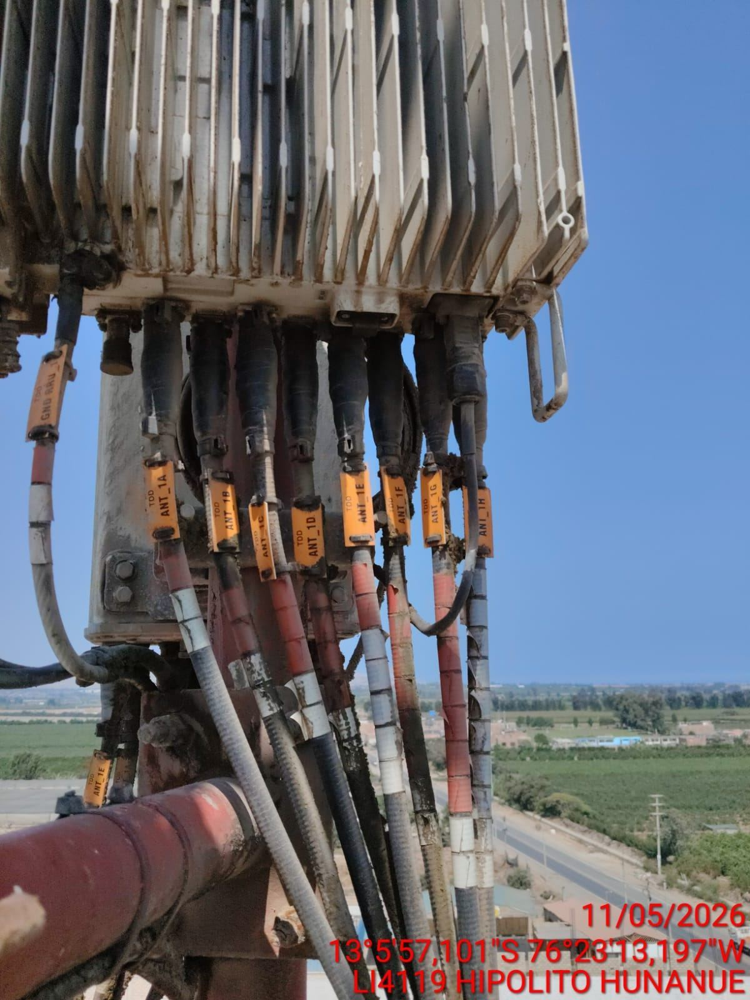 TDD
GND RRU
TDD
ANT_1A
TDD
ANT_1B
TDD
ANT_1C
TDD
ANT_1D
TDD
ANT_1E
TDD
ANT_1F
TDD
ANT_1G
ANT_1H
TDD
ANT_1E
11/05/2026
13°5'57,101"S 76°23'13,197"W
LI4119 HIPOLITO HUNANUE